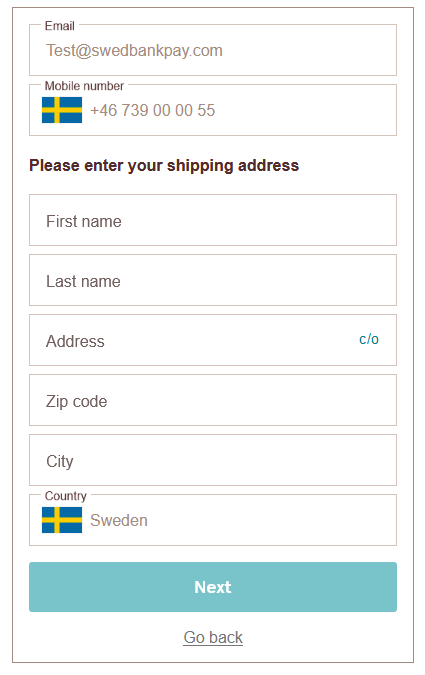 Email
Test@swedbankpay.com
Mobile number
+46 739 00 00 55
Please enter your shipping address
First name
Last name
Address c/o
Zip code
City
Country
Sweden
Next
Go back